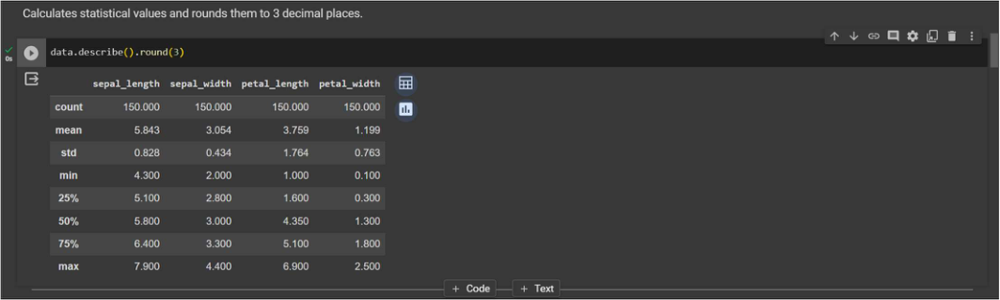 Calculates statistical values and rounds them to 3 decimal places.
0s
data.describe().round(3)
sepal_length sepal_width petal_length petal_width
count 150.000 150.000 150.000 150.000
mean 5.843 3.054 3.759 1.199
std 0.828 0.434 1.764 0.763
min 4.300 2.000 1.000 0.100
25% 5.100 2.800 1.600 0.300
50% 5.800 3.000 4.350 1.300
75% 6.400 3.300 5.100 1.800
max 7.900 4.400 6.900 2.500
+ Code + Text